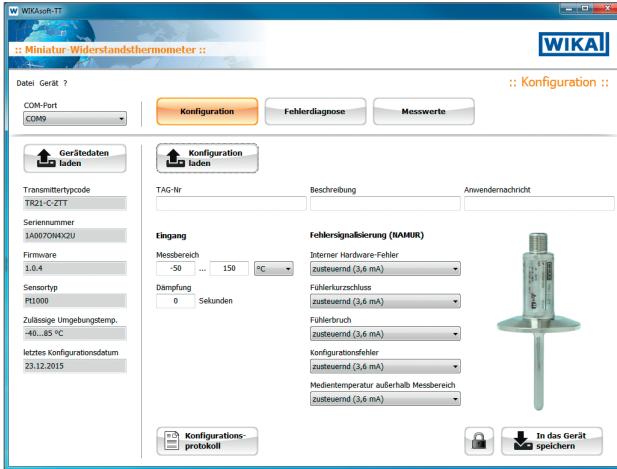 WIKAsoft-TT
:: Miniatur-Widerstandsthermometer ::
WIKA
Datei Gerät ?
:: Konfiguration ::
COM-Port
COM9
Konfiguration
Fehlerdiagnose
Messwerte
Gerätedaten
laden
Konfiguration
laden
Transmittertypcode
TR21-C-ZTT
Seriennummer
1A007ON4X2U
Firmware
1.0.4
Sensortyp
Pt1000
Zulässige Umgebungstemp.
-40...85 °C
letztes Konfigurationsdatum
23.12.2015
TAG-Nr
Beschreibung
Anwendernachricht
Eingang
Messbereich
-50 ... 150 °C
Dämpfung
0 Sekunden
Fehlersignalisierung (NAMUR)
Interner Hardware-Fehler
zusteuernd (3,6 mA)
Fühlerkurzschluss
zusteuernd (3,6 mA)
Fühlerbruch
zusteuernd (3,6 mA)
Konfigurationsfehler
zusteuernd (3,6 mA)
Medientemperatur außerhalb Messbereich
zusteuernd (3,6 mA)
Konfigurations-
protokoll
In das Gerät
speichern